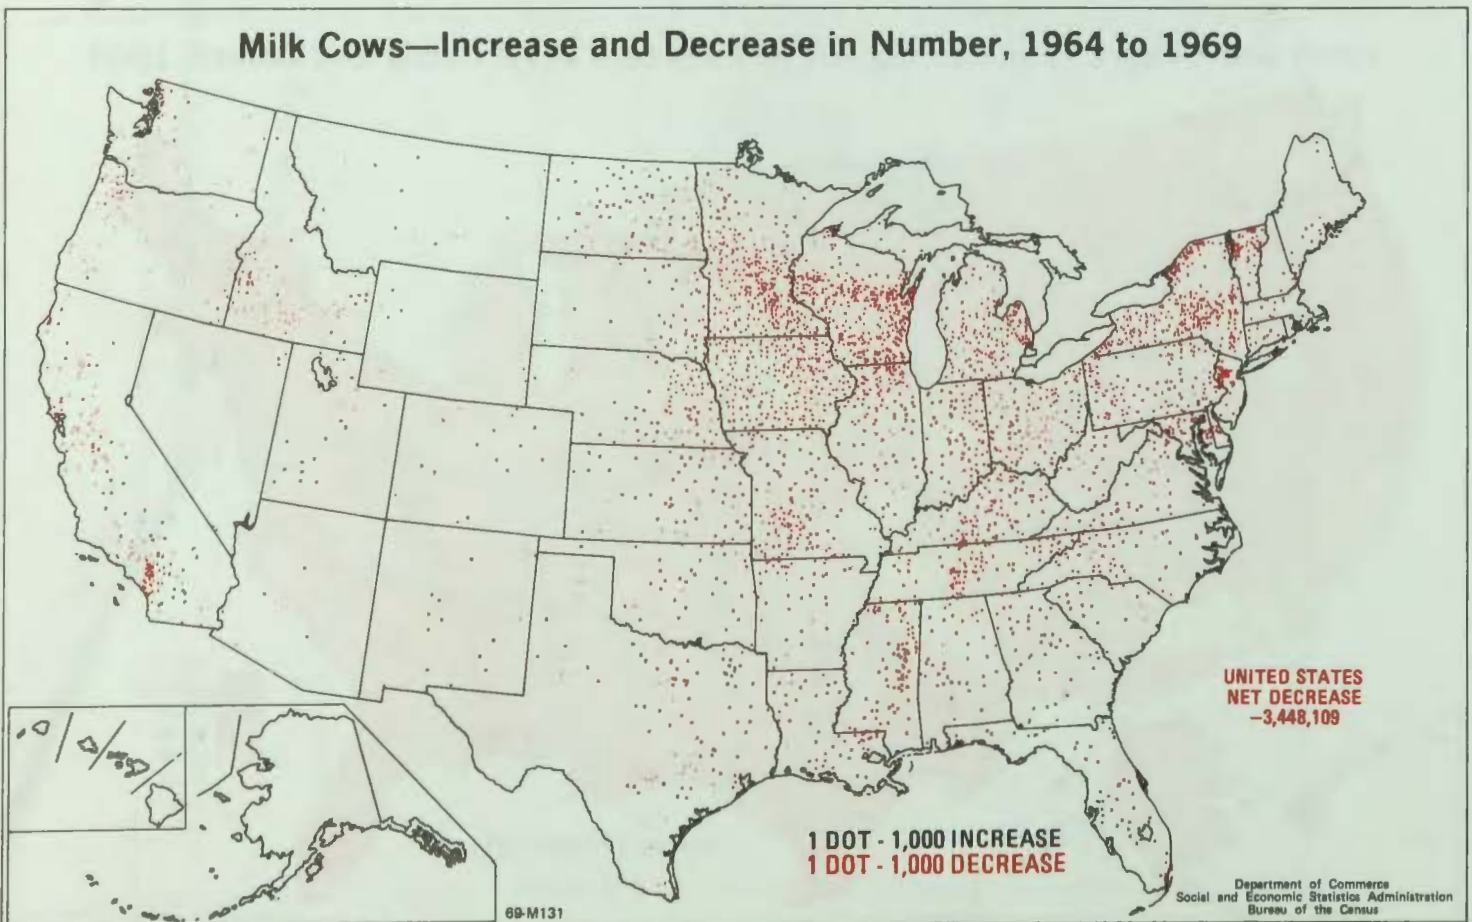 Milk Cows—Increase and Decrease in Number, 1964 to 1969
UNITED STATES
NET DECREASE
−3,448,109
1 DOT - 1,000 INCREASE
1 DOT - 1,000 DECREASE
Department of Commerce
Social and Economic Statistics Administration
Bureau of the Census
69-M131